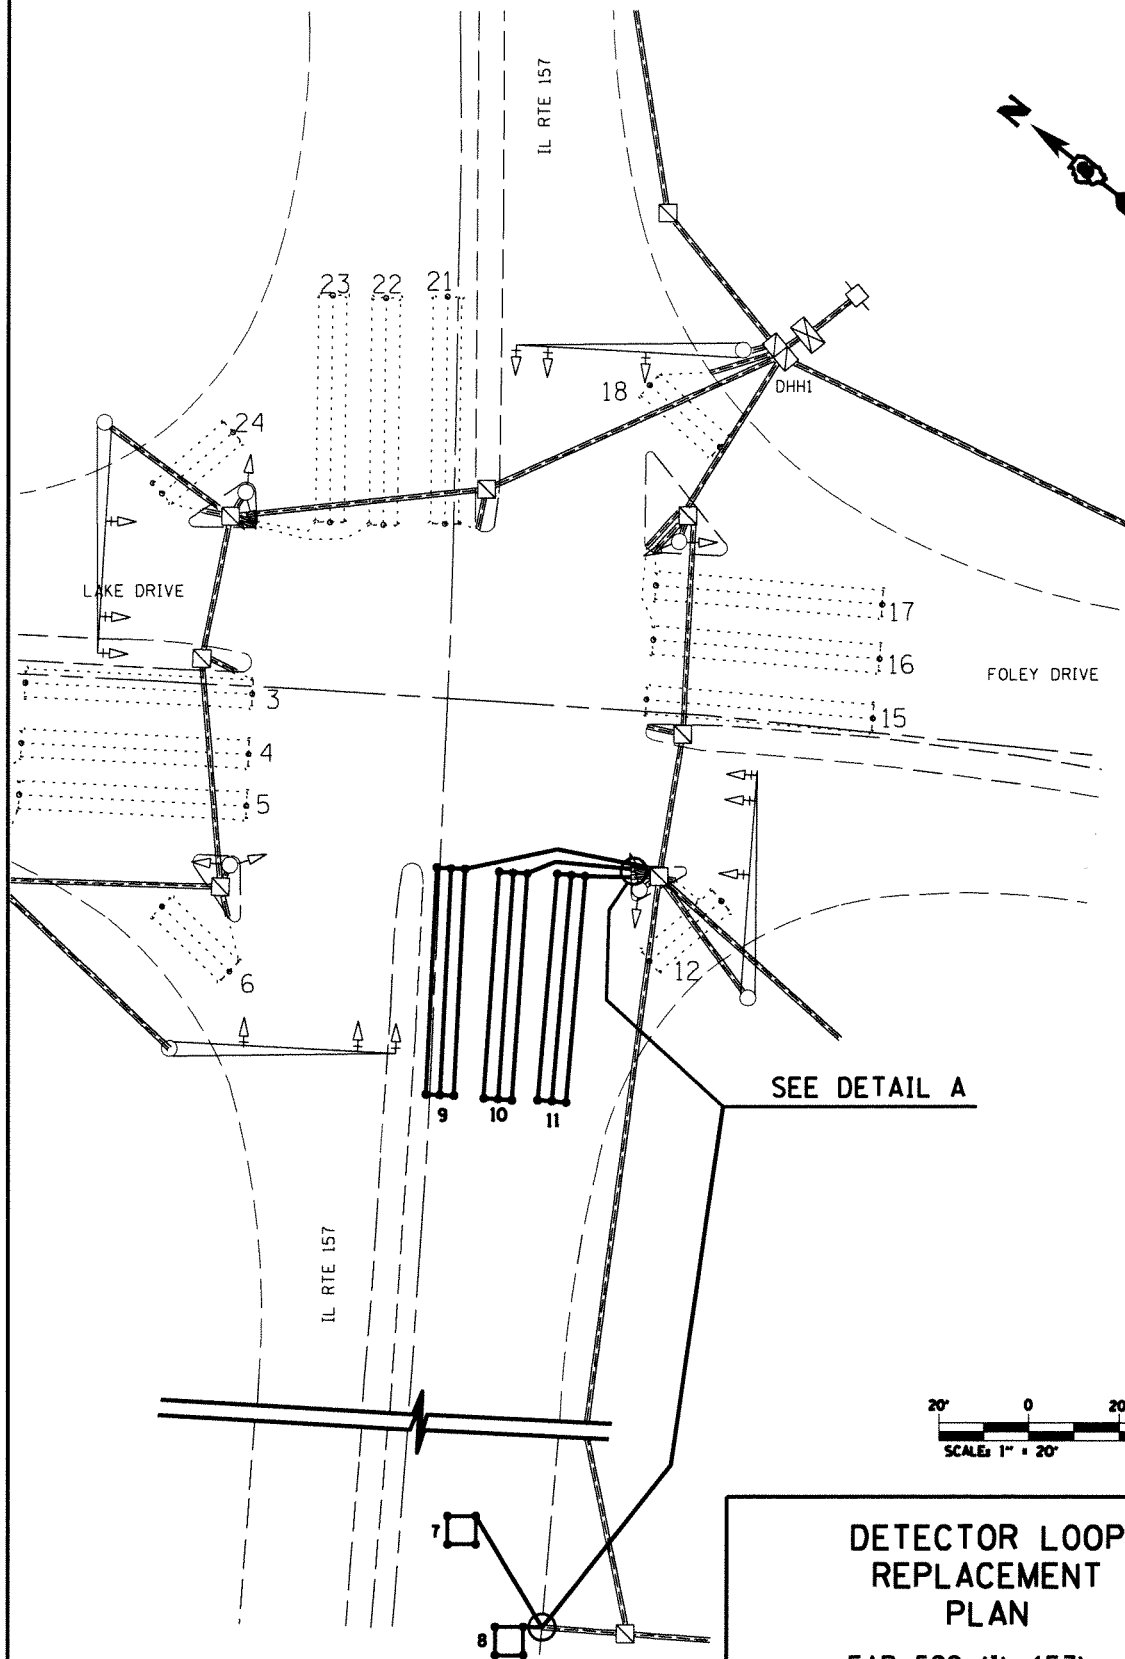 IL RTE 157
N
23
22
21
18
DHH1
24
LAKE DRIVE
17
16
FOLEY DRIVE
15
3
4
5
6
12
9
10
11
SEE DETAIL A
IL RTE 157
20'
0
20
SCALE: 1" = 20'
7
8
DETECTOR LOOP
REPLACEMENT
PLAN